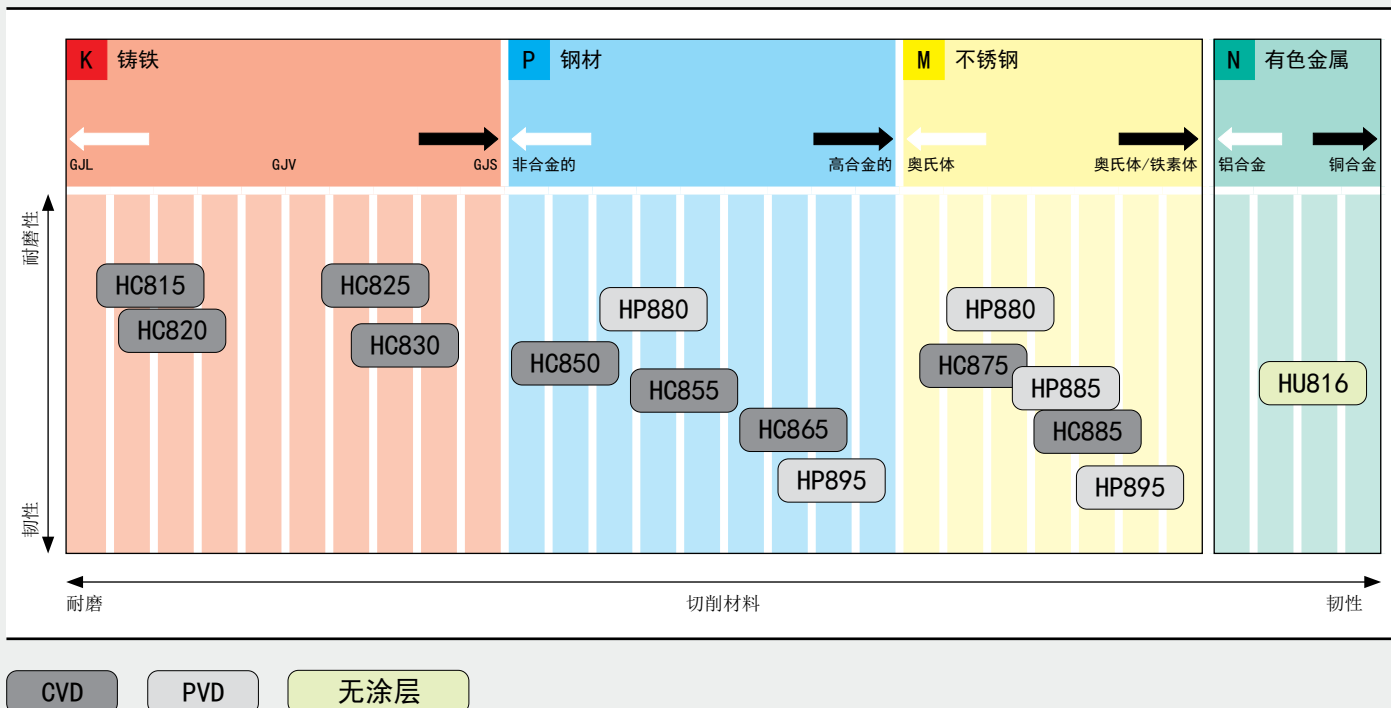 K 铸铁
P 钢材
M 不锈钢
N 有色金属
GJL GJV GJS
非合金的 高合金的
奥氏体 奥氏体/铁素体
铝合金 铜合金
耐磨性
韧性
HC815
HC820
HC825
HC830
HP880
HC850
HC855
HC865
HP895
HP880
HC875
HP885
HC885
HP895
HU816
耐磨 切削材料 韧性
CVD PVD 无涂层